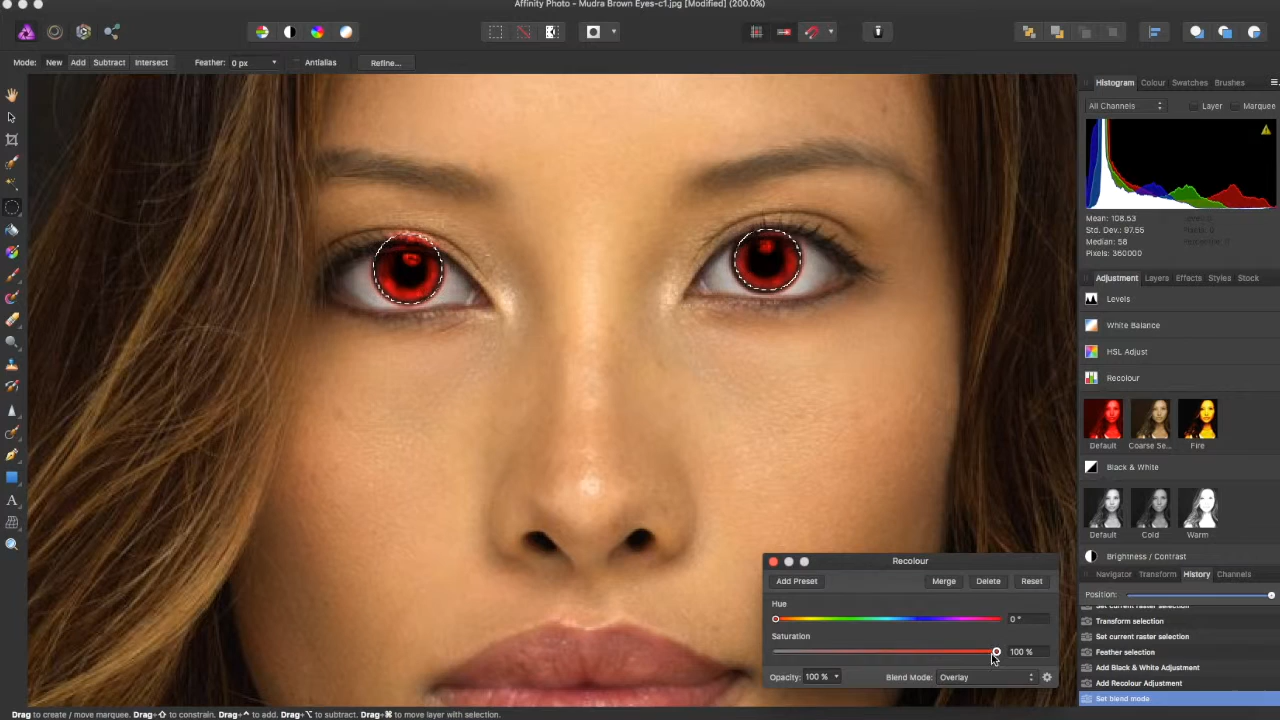 Affinity Photo - Mudra Brown Eyes-c1.jpg [Modified] (200.0%)
Mode: New Add Subtract Intersect Feather: 0 px Antialias Refine...
Histogram Colour Swatches Brushes
All Channels Layer Marquee
Mean: 108.53
Std. Dev.: 97.55
Median: 58
Pixels: 360000
Adjustment Layers Effects Styles Stock
Levels
White Balance
HSL Adjust
Recolour
Default Coarse Se... Fire
Black & White
Default Cold Warm
Brightness / Contrast
Navigator Transform History Channels
Position:
Set current raster selection
Transform selection
Set current raster selection
Feather selection
Add Black & White Adjustment
Add Recolour Adjustment
Set blend mode
Recolour
Add Preset Merge Delete Reset
Hue
0 °
Saturation
100 %
Opacity: 100 % Blend Mode: Overlay
Drag to create / move marquee. Drag+⇧ to constrain. Drag+^ to add. Drag+⌥ to subtract. Drag+⌘ to move layer with selection.